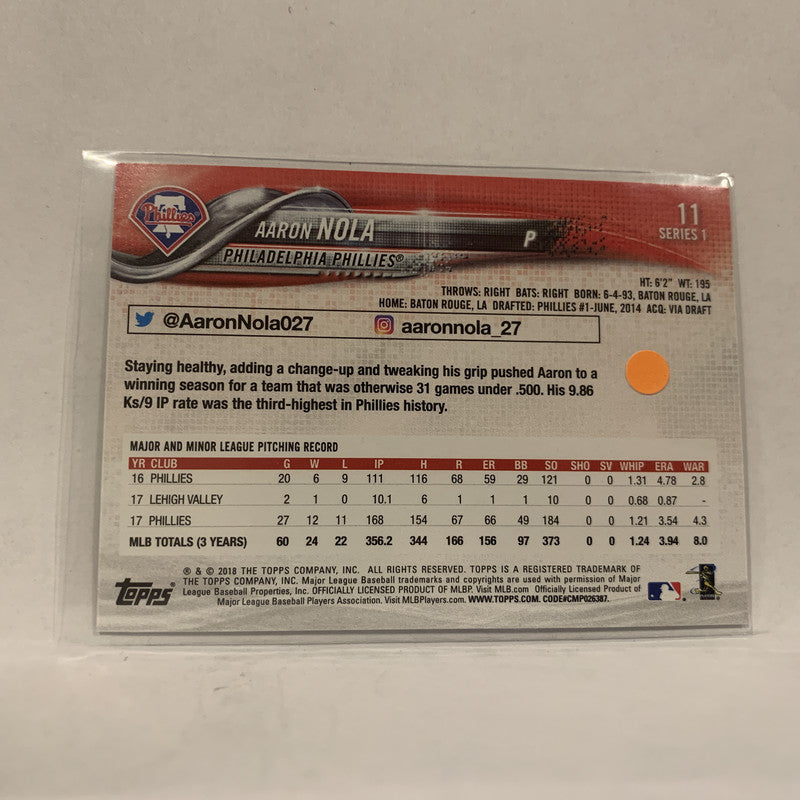 Phillies
AARON NOLA
P
11
SERIES 1
PHILADELPHIA PHILLIES®
HT: 6'2" WT: 195
THROWS: RIGHT BATS: RIGHT BORN: 6-4-93, BATON ROUGE, LA
HOME: BATON ROUGE, LA DRAFTED: PHILLIES #1-JUNE, 2014 ACQ: VIA DRAFT
@AaronNola027 aaronnola_27
Staying healthy, adding a change-up and tweaking his grip pushed Aaron to a
winning season for a team that was otherwise 31 games under .500. His 9.86
Ks/9 IP rate was the third-highest in Phillies history.
MAJOR AND MINOR LEAGUE PITCHING RECORD
YR CLUB G W L IP H R ER BB SO SHO SV WHIP ERA WAR
16 PHILLIES 20 6 9 111 116 68 59 29 121 0 0 1.31 4.78 2.8
17 LEHIGH VALLEY 2 1 0 10.1 6 1 1 1 10 0 0 0.68 0.87 -
17 PHILLIES 27 12 11 168 154 67 66 49 184 0 0 1.21 3.54 4.3
MLB TOTALS (3 YEARS) 60 24 22 356.2 344 166 156 97 373 0 0 1.24 3.94 8.0
® & © 2018 THE TOPPS COMPANY, INC. ALL RIGHTS RESERVED. TOPPS IS A REGISTERED TRADEMARK OF
THE TOPPS COMPANY, INC. Major League Baseball trademarks and copyrights are used with permission of Major
League Baseball Properties, Inc. OFFICIALLY LICENSED PRODUCT OF MLBP. Visit MLB.com Officially Licensed Product of
Major League Baseball Players Association. Visit MLBPlayers.com. WWW.TOPPS.COM. CODE#CMP026387.
topps